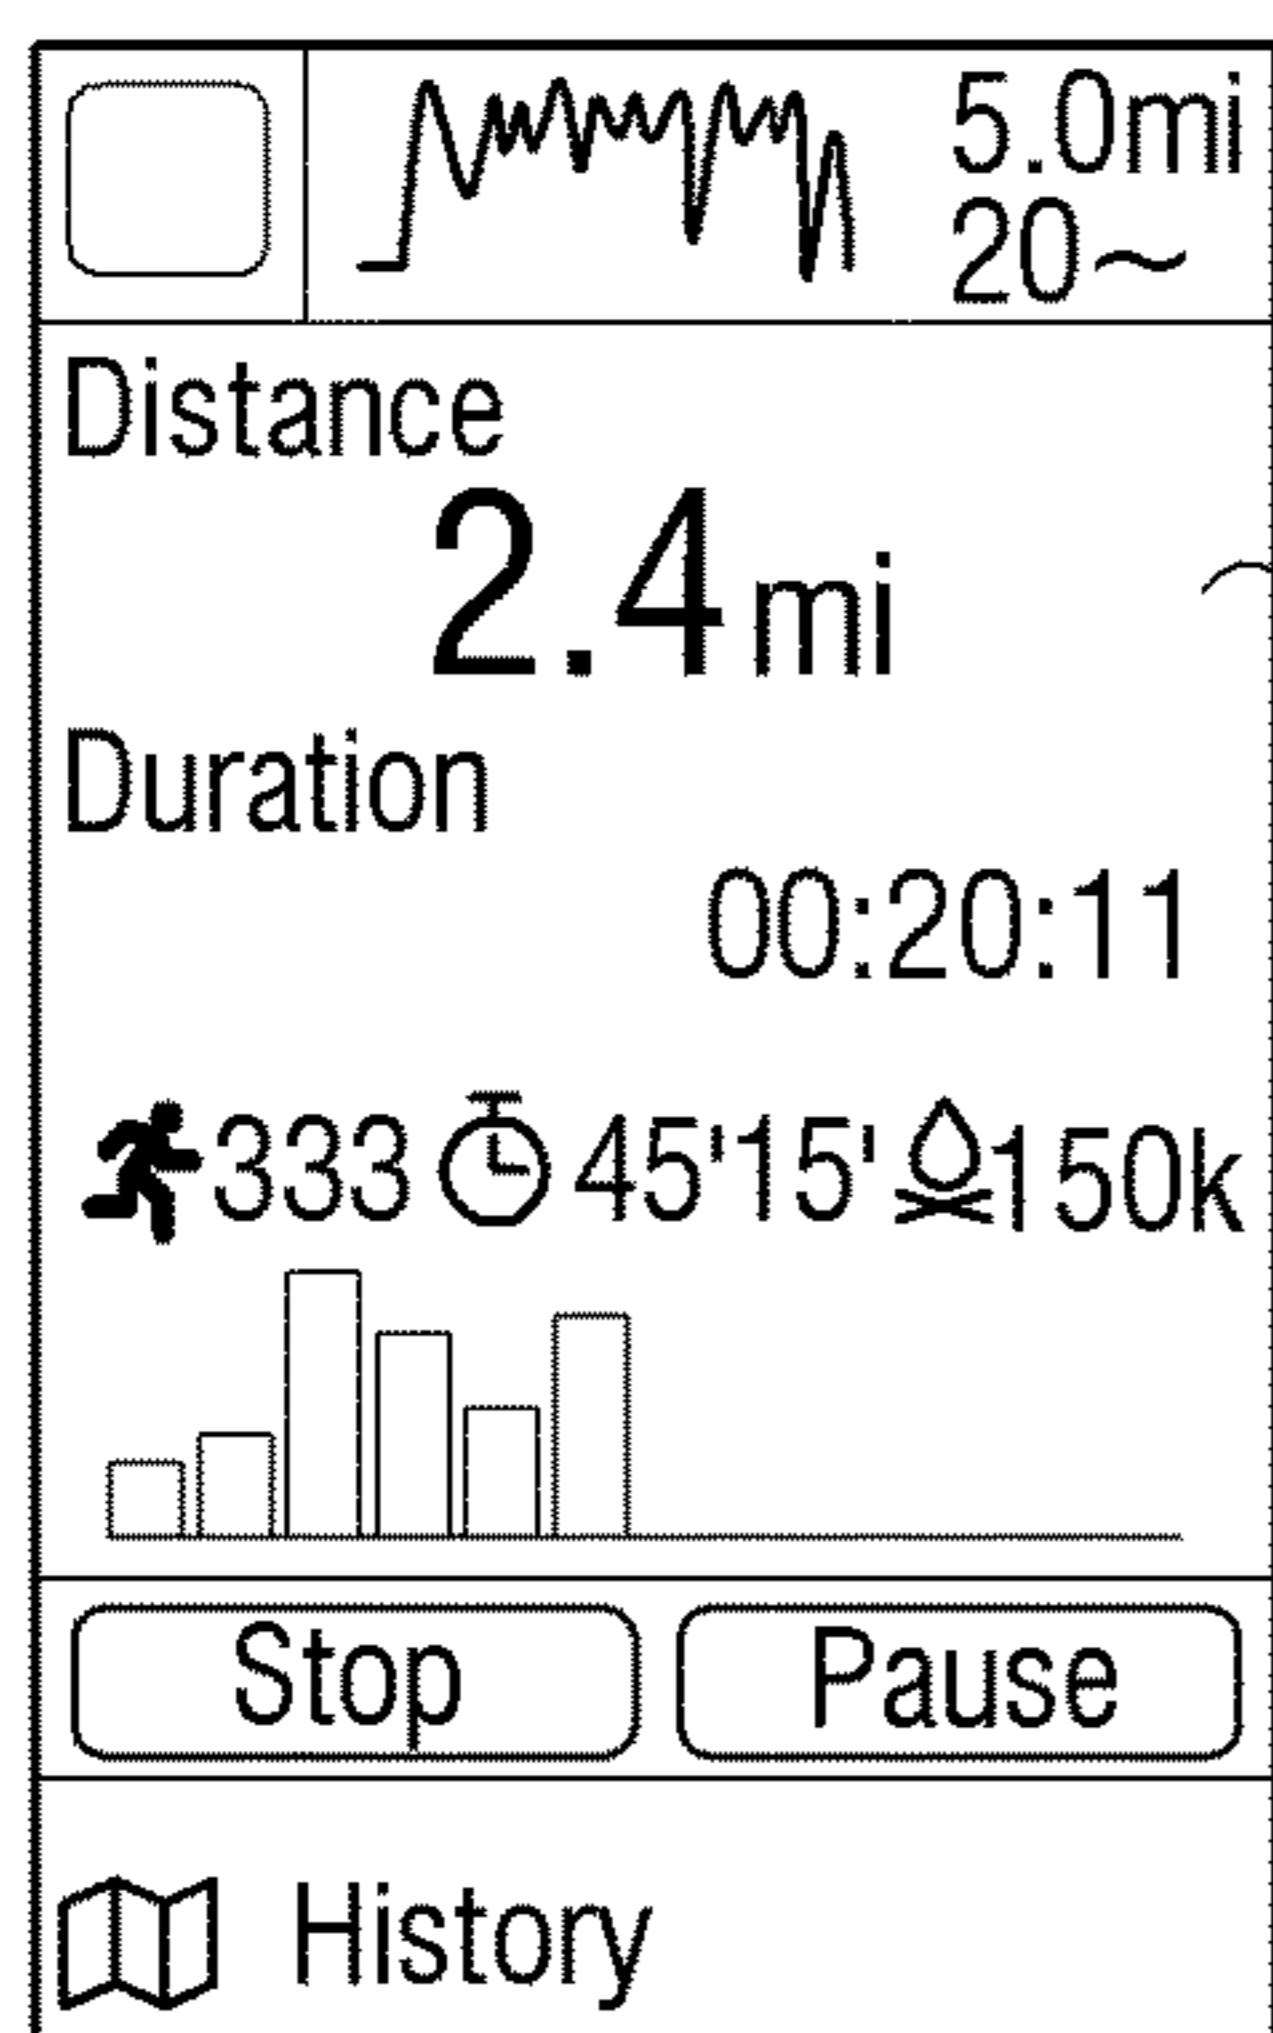 5.0mi
20~
Distance
2.4mi
Duration
00:20:11
333 45'15' 150k
Stop Pause
History